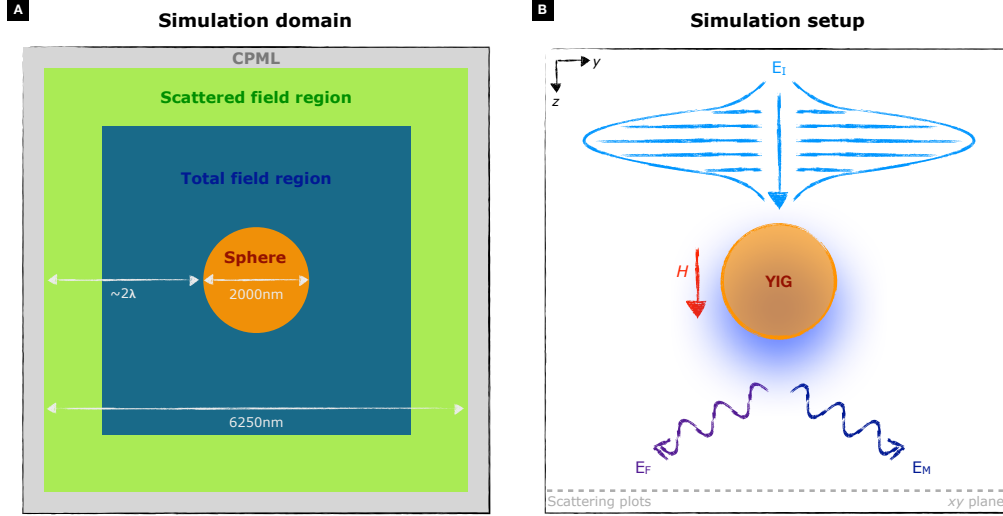 A
Simulation domain
CPML
Scattered field region
Total field region
Sphere
~2λ
2000nm
6250nm
B
Simulation setup
y
z
E_I
H
YIG
E_F
E_M
Scattering plots
xy plane